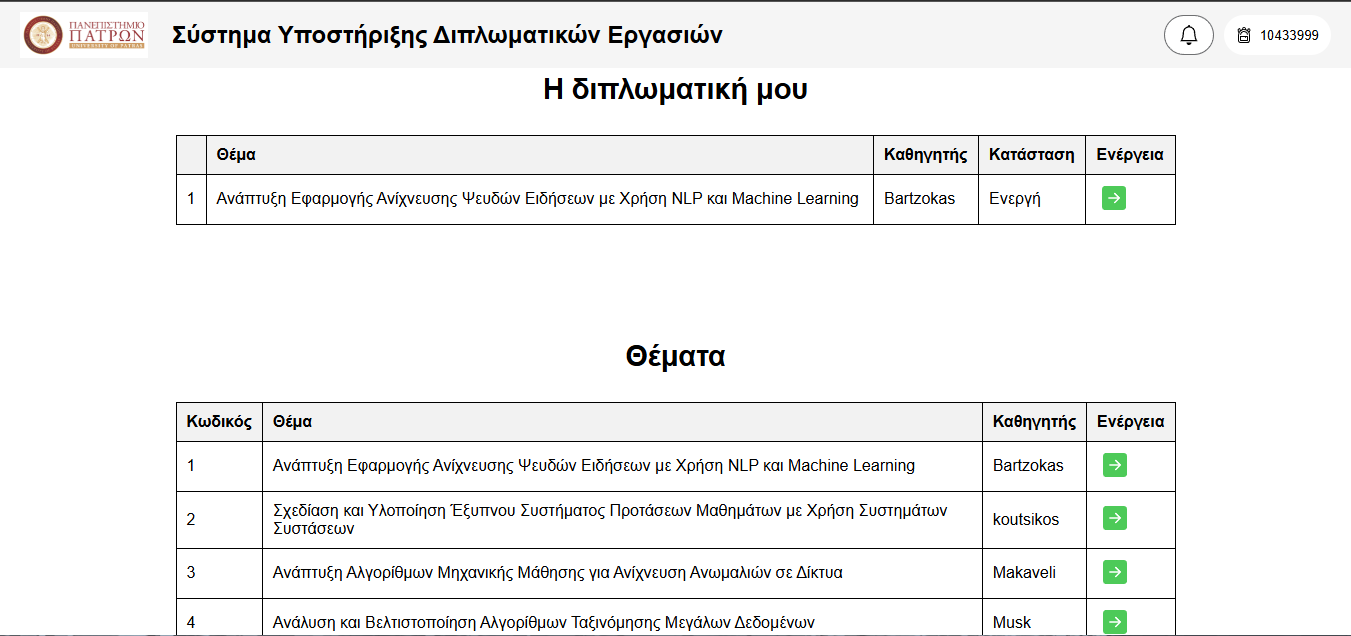 ΠΑΝΕΠΙΣΤΗΜΙΟ
ΠΑΤΡΩΝ
UNIVERSITY OF PATRAS
Σύστημα Υποστήριξης Διπλωματικών Εργασιών
10433999
Η διπλωματική μου
Θέμα Καθηγητής Κατάσταση Ενέργεια
1 Ανάπτυξη Εφαρμογής Ανίχνευσης Ψευδών Ειδήσεων με Χρήση NLP και Machine Learning Bartzokas Ενεργή
Θέματα
Κωδικός Θέμα Καθηγητής Ενέργεια
1 Ανάπτυξη Εφαρμογής Ανίχνευσης Ψευδών Ειδήσεων με Χρήση NLP και Machine Learning Bartzokas
2 Σχεδίαση και Υλοποίηση Έξυπνου Συστήματος Προτάσεων Μαθημάτων με Χρήση Συστημάτων
Συστάσεων koutsikos
3 Ανάπτυξη Αλγορίθμων Μηχανικής Μάθησης για Ανίχνευση Ανωμαλιών σε Δίκτυα Makaveli
4 Ανάλυση και Βελτιστοποίηση Αλγορίθμων Ταξινόμησης Μεγάλων Δεδομένων Musk